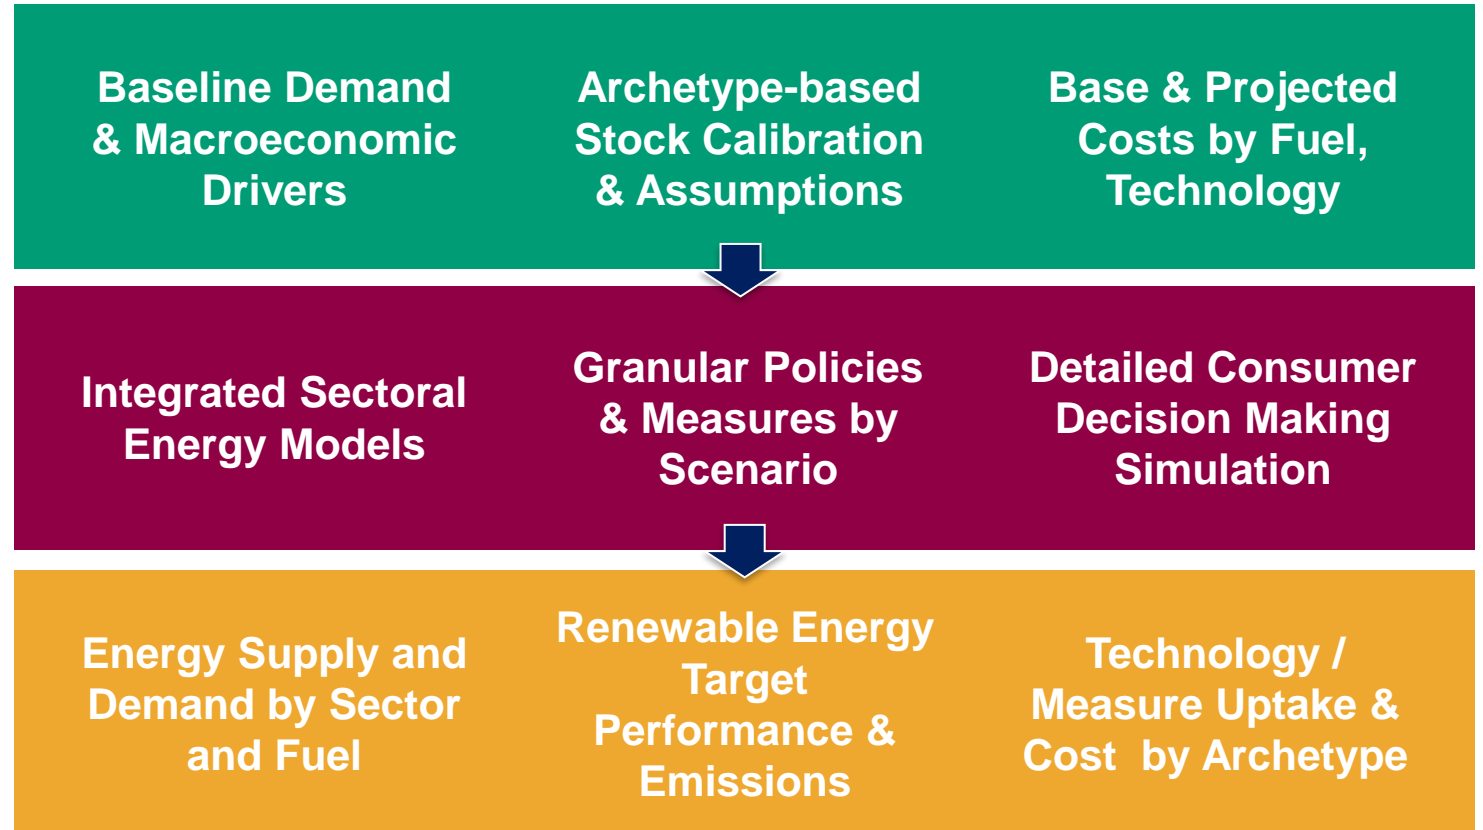 Baseline Demand
& Macroeconomic
Drivers
Archetype-based
Stock Calibration
& Assumptions
Base & Projected
Costs by Fuel,
Technology
Integrated Sectoral
Energy Models
Granular Policies
& Measures by
Scenario
Detailed Consumer
Decision Making
Simulation
Energy Supply and
Demand by Sector
and Fuel
Renewable Energy
Target
Performance &
Emissions
Technology /
Measure Uptake &
Cost  by Archetype